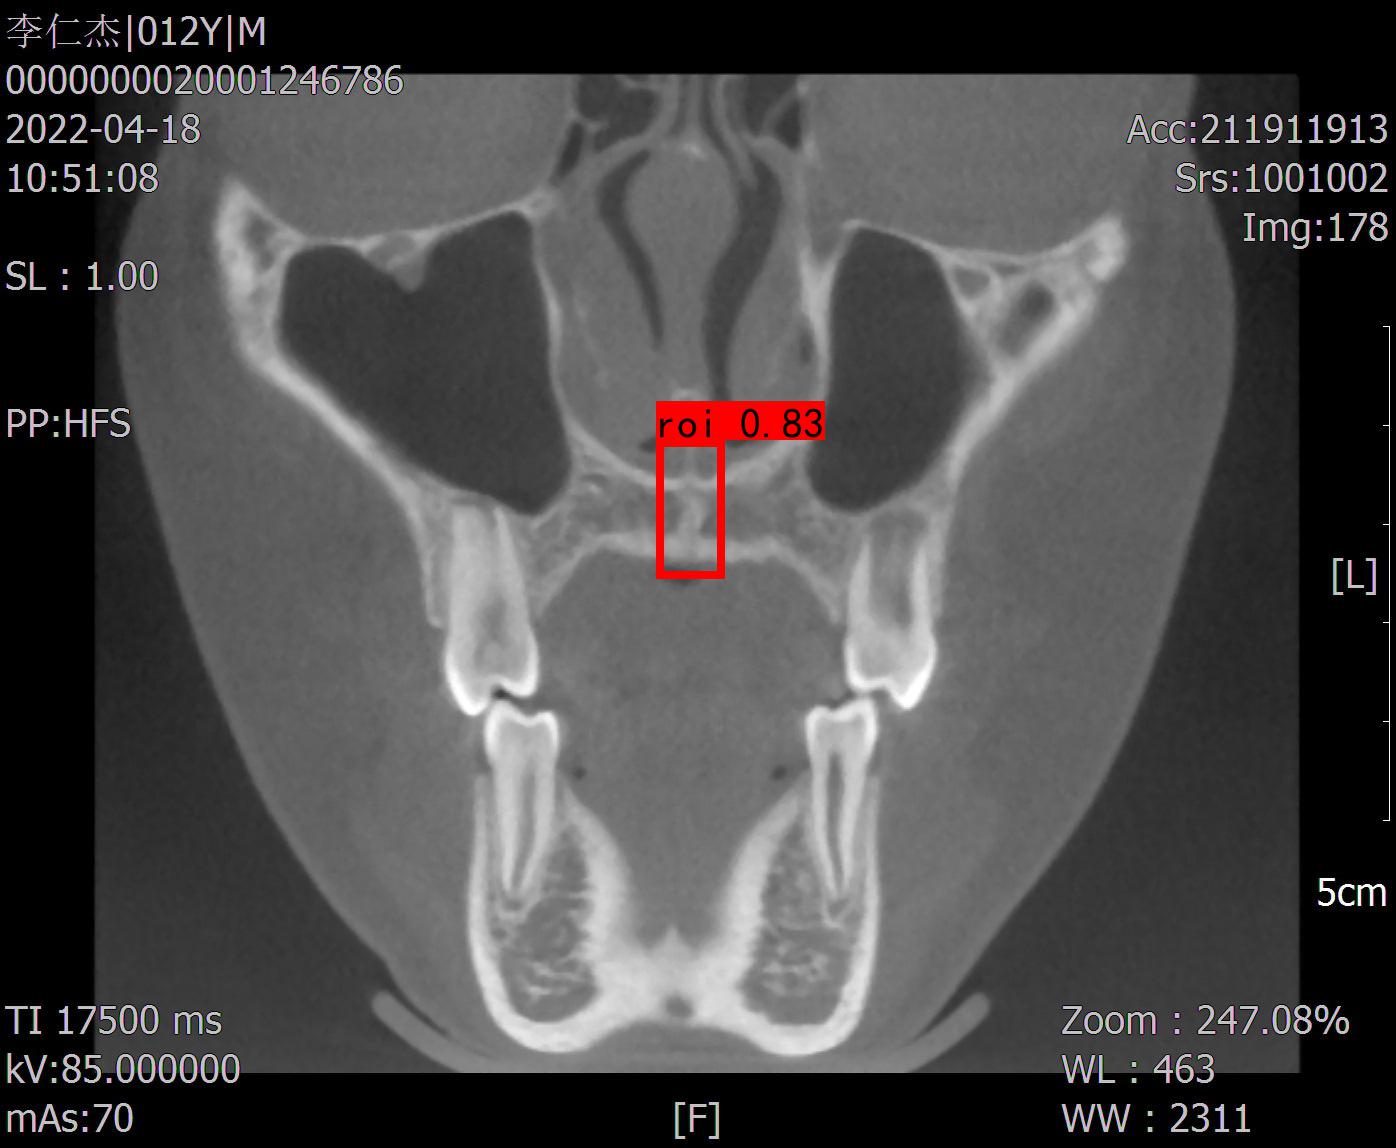 李仁杰|012Y|M
0000000020001246786
2022-04-18
10:51:08
SL : 1.00
PP:HFS
Acc:211911913
Srs:1001002
Img:178
roi 0.83
[L]
5cm
TI 17500 ms
kV:85.000000
mAs:70
[F]
Zoom : 247.08%
WL : 463
WW : 2311